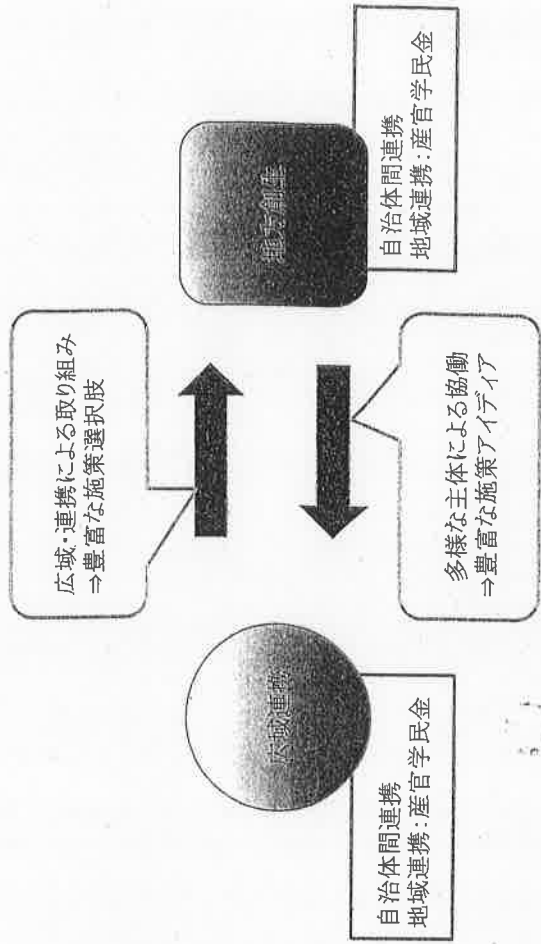 広域・連携による取り組み
⇒豊富な施策選択肢
広域連携
地方創生
自治体間連携
地域連携:産官学民金
自治体間連携
地域連携:産官学民金
多様な主体による協働
⇒豊富な施策アイディア